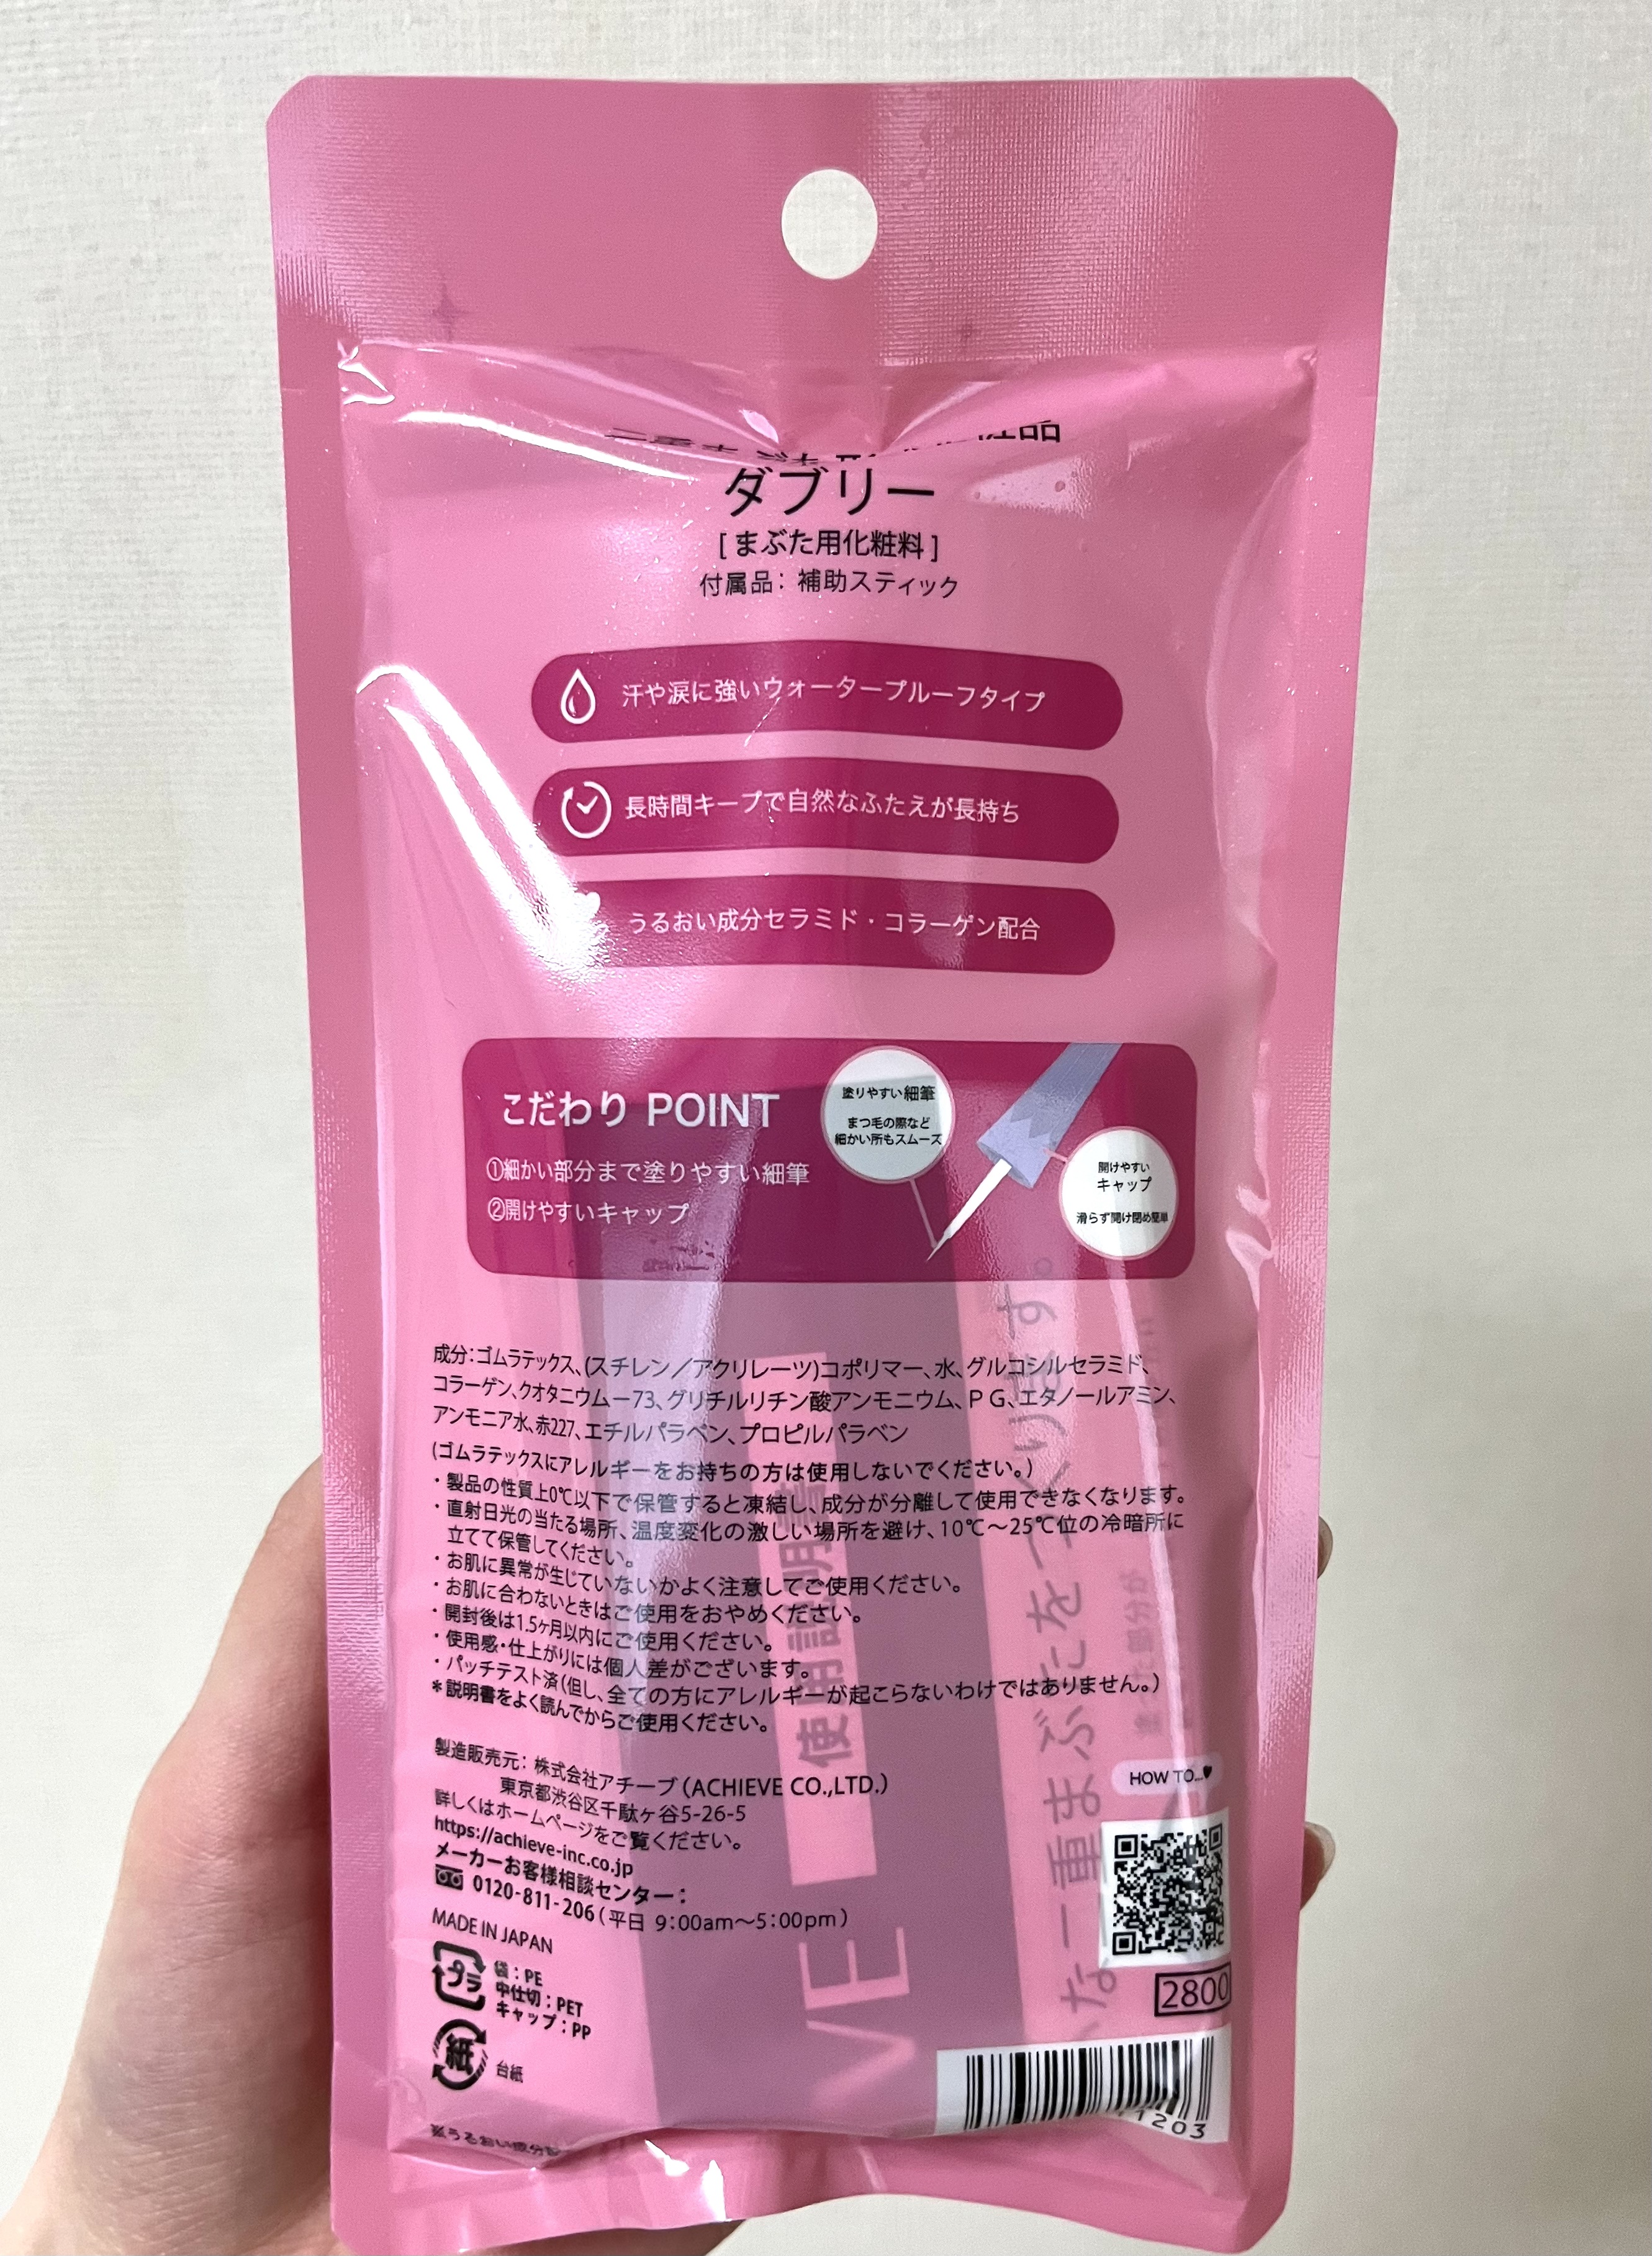 ダブリー
[ まぶた用化粧料 ]
付属品：補助スティック
汗や涙に強いウォータープルーフタイプ
長時間キープで自然なふたえが長持ち
うるおい成分セラミド・コラーゲン配合
こだわり POINT
①細かい部分まで塗りやすい細筆
②開けやすいキャップ
塗りやすい細筆
まつ毛の際など
細かい所もスムーズ
開けやすい
キャップ
滑らず開け閉め簡単
成分：ゴムラテックス、(スチレン／アクリレーツ)コポリマー、水、グルコシルセラミド、
コラーゲン、クオタニウムー73、グリチルリチン酸アンモニウム、ＰＧ、エタノールアミン、
アンモニア水、赤227、エチルパラベン、プロピルパラベン
(ゴムラテックスにアレルギーをお持ちの方は使用しないでください。)
・製品の性質上0℃以下で保管すると凍結し、成分が分離して使用できなくなります。
・直射日光の当たる場所、温度変化の激しい場所を避け、10℃～25℃位の冷暗所に
立てて保管してください。
・お肌に異常が生じていないかよく注意してご使用ください。
・お肌に合わないときはご使用をおやめください。
・開封後は1.5ヶ月以内にご使用ください。
・使用感・仕上がりには個人差がございます。
・パッチテスト済(但し、全ての方にアレルギーが起こらないわけではありません。)
＊説明書をよく読んでからご使用ください。
製造販売元：株式会社アチーブ(ACHIEVE CO.,LTD.)
東京都渋谷区千駄ヶ谷5-26-5
詳しくはホームページをご覧ください。
https://achieve-inc.co.jp
メーカーお客様相談センター：
0120-811-206(平日 9:00am～5:00pm)
MADE IN JAPAN
プラ
袋：PE
中仕切：PET
キャップ：PP
紙
台紙
HOW TO...♥
2800
1203
使用説明書
VE
※うるおい成分